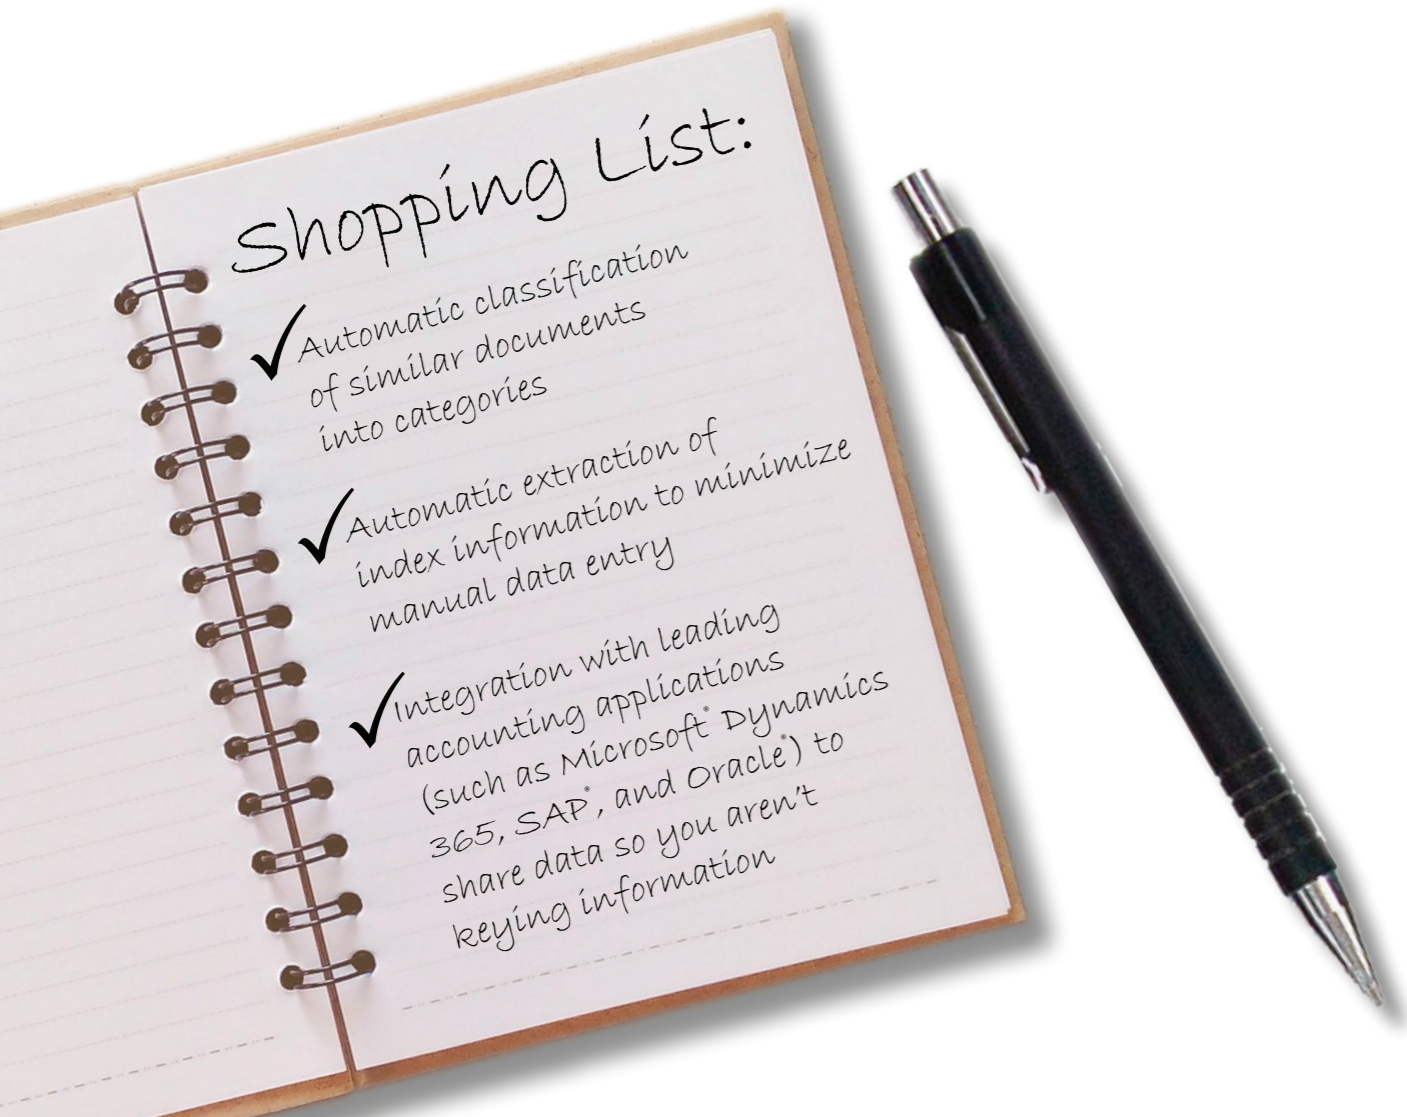 Shopping List:
✓ Automatic classification
of similar documents
into categories
✓ Automatic extraction of
index information to minimize
manual data entry
✓ Integration with leading
accounting applications
(such as Microsoft® Dynamics
365, SAP®, and Oracle®) to
share data so you aren't
keying information